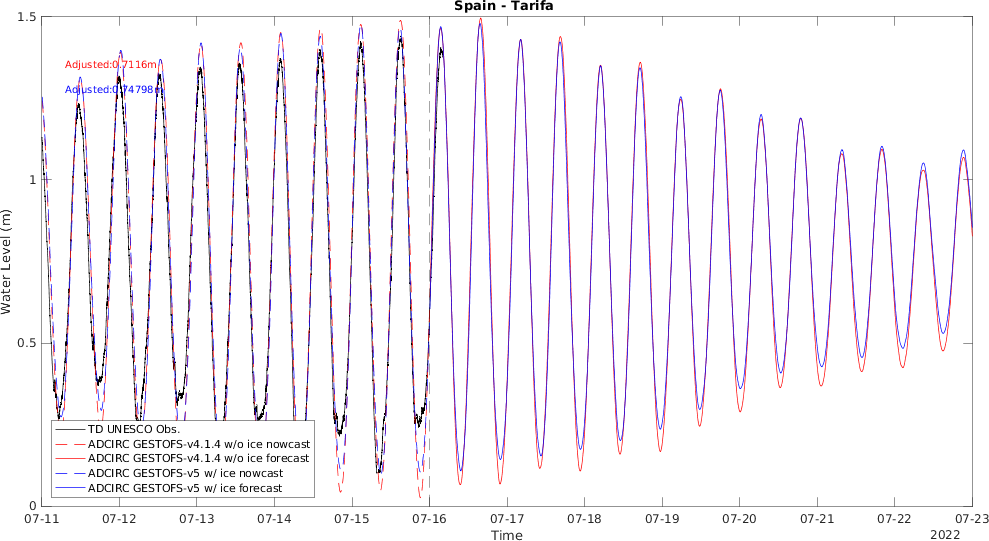 Spain - Tarifa
1.5
Adjusted:0.7116m
Adjusted:0.74798m
1
Water Level (m)
0.5
TD UNESCO Obs.
ADCIRC GESTOFS-v4.1.4 w/o ice nowcast
ADCIRC GESTOFS-v4.1.4 w/o ice forecast
ADCIRC GESTOFS-v5 w/ ice nowcast
ADCIRC GESTOFS-v5 w/ ice forecast
0
07-11 07-12 07-13 07-14 07-15 07-16 07-17 07-18 07-19 07-20 07-21 07-22 07-23
Time
2022